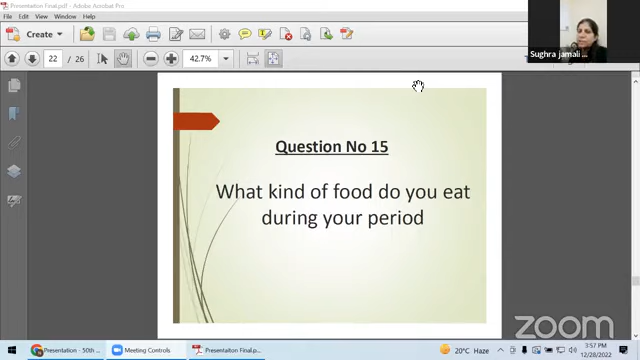 Presentaiton Final.pdf - Adobe Acrobat Pro
File Edit View Window Help
Create
22 / 26
42.7%
Sughra jamali ...
Question No 15
What kind of food do you eat
during your period
zoom
Presentation - 50th ...
Meeting Controls
Presentaiton Final.p...
20°C Haze
3:57 PM
12/28/2022